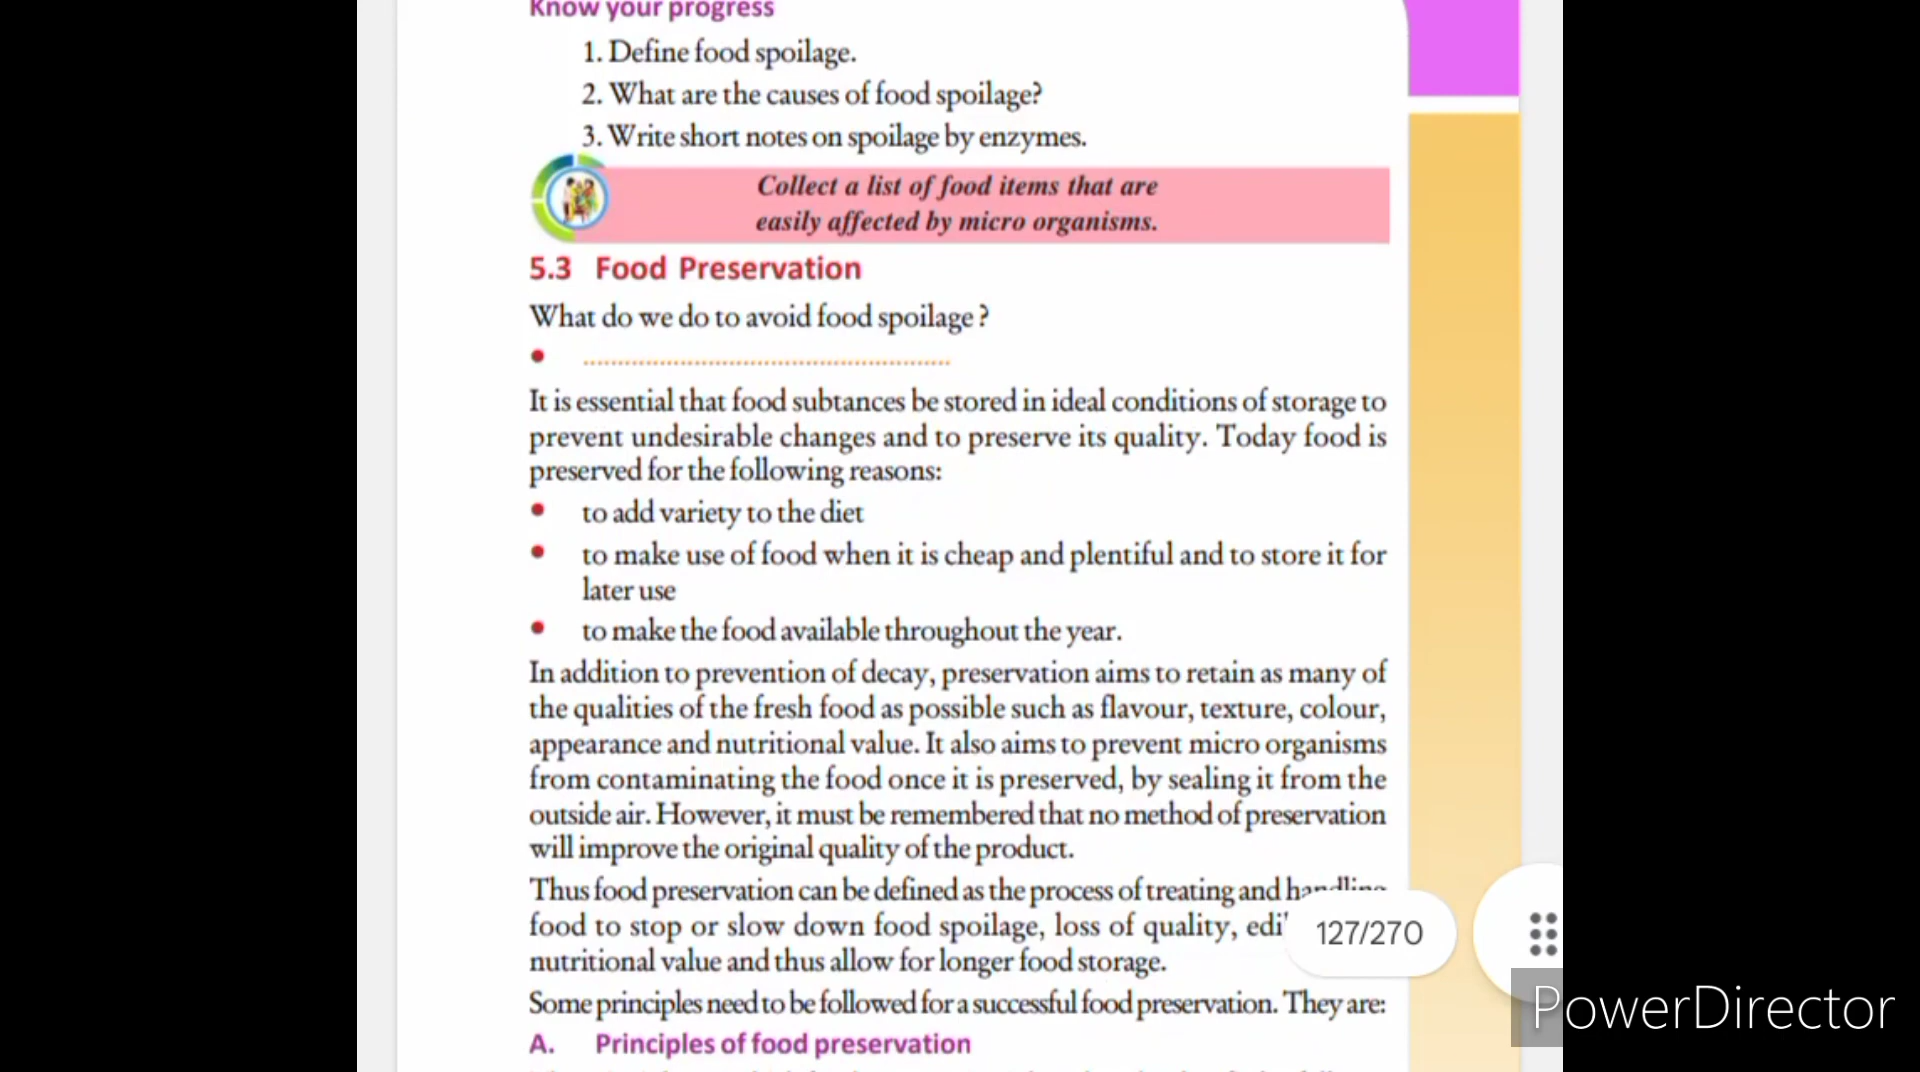 Know your progress
1. Define food spoilage.
2. What are the causes of food spoilage?
3. Write short notes on spoilage by enzymes.
Collect a list of food items that are
easily affected by micro organisms.
5.3 Food Preservation
What do we do to avoid food spoilage?
• ......................................................
It is essential that food subtances be stored in ideal conditions of storage to
prevent undesirable changes and to preserve its quality. Today food is
preserved for the following reasons:
• to add variety to the diet
• to make use of food when it is cheap and plentiful and to store it for
later use
• to make the food available throughout the year.
In addition to prevention of decay, preservation aims to retain as many of
the qualities of the fresh food as possible such as flavour, texture, colour,
appearance and nutritional value. It also aims to prevent micro organisms
from contaminating the food once it is preserved, by sealing it from the
outside air. However, it must be remembered that no method of preservation
will improve the original quality of the product.
Thus food preservation can be defined as the process of treating and handling
food to stop or slow down food spoilage, loss of quality,
nutritional value and thus allow for longer food storage.
Some principles need to be followed for a successful food preservation. They are:
A. Principles of food preservation
127/270
PowerDirector